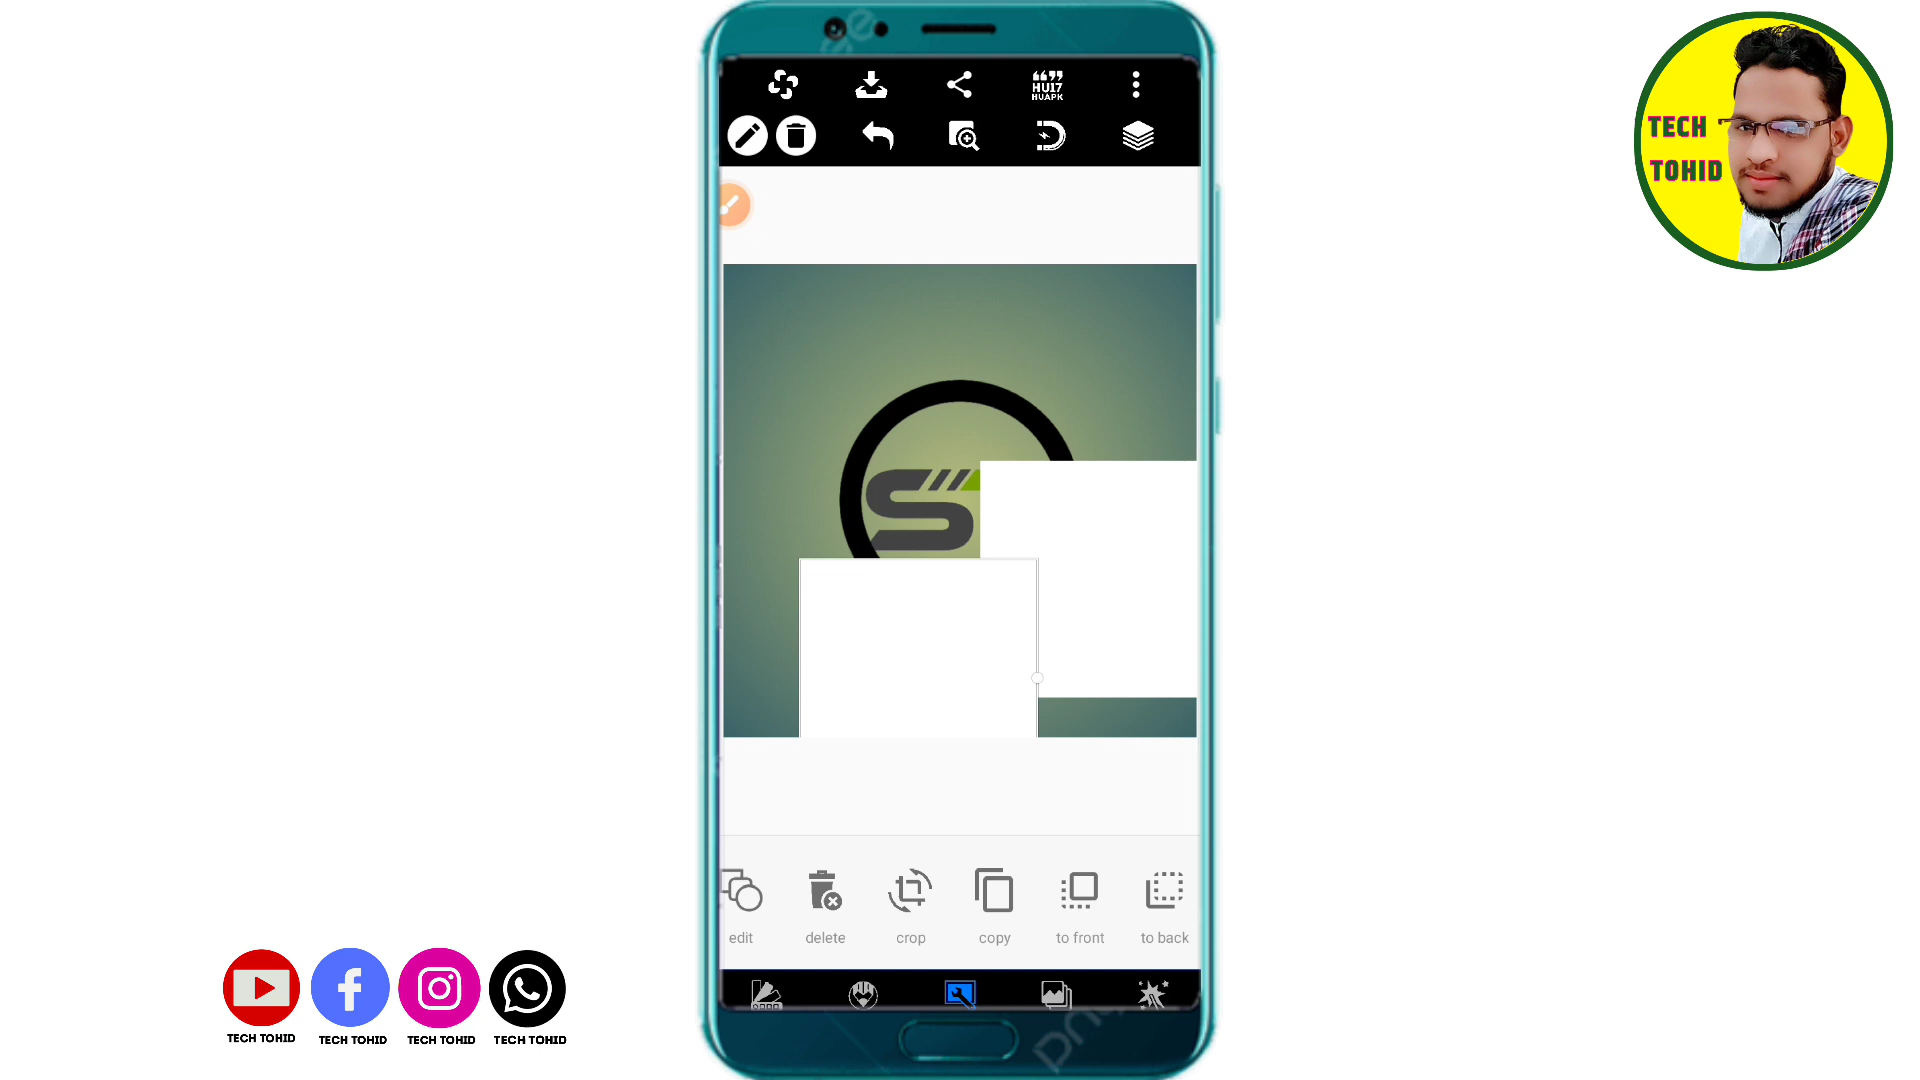 HU17
HUAPK
TECH
TOHID
S
edit
delete
crop
copy
to front
to back
TECH TOHID
TECH TOHID
TECH TOHID
TECH TOHID